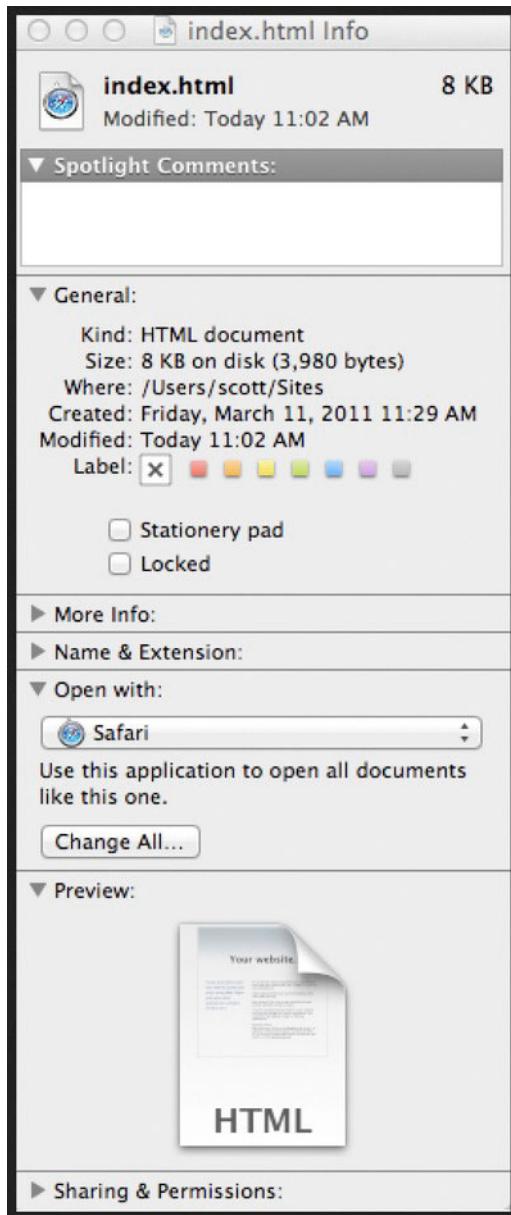 index.html Info
index.html 8 KB
Modified: Today 11:02 AM
Spotlight Comments:
General:
Kind: HTML document
Size: 8 KB on disk (3,980 bytes)
Where: /Users/scott/Sites
Created: Friday, March 11, 2011 11:29 AM
Modified: Today 11:02 AM
Label:
Stationery pad
Locked
More Info:
Name & Extension:
Open with:
Safari
Use this application to open all documents
like this one.
Change All...
Preview:
Your website.
HTML
Sharing & Permissions: